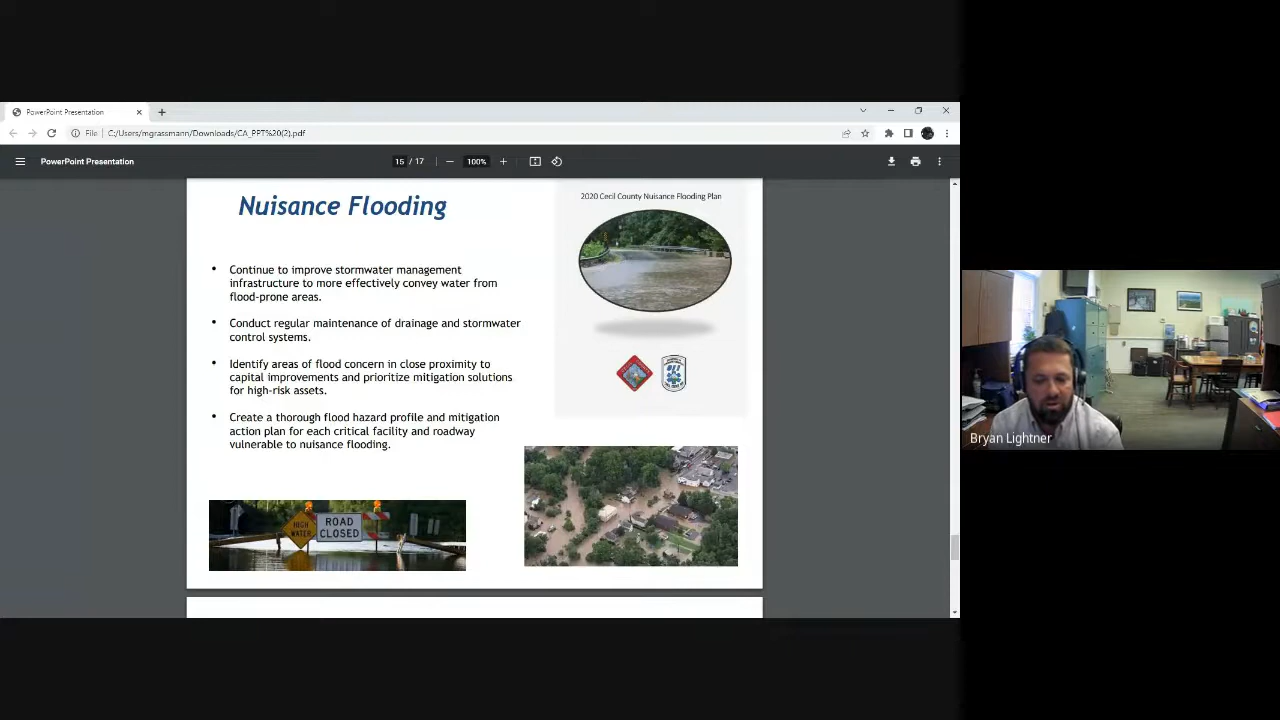 PowerPoint Presentation
File
C:/Users/mgrassmann/Downloads/CA_PPT%20(2).pdf
PowerPoint Presentation
15 / 17
100%
Nuisance Flooding
2020 Cecil County Nuisance Flooding Plan
• Continue to improve stormwater management
infrastructure to more effectively convey water from
flood-prone areas.
• Conduct regular maintenance of drainage and stormwater
control systems.
• Identify areas of flood concern in close proximity to
capital improvements and prioritize mitigation solutions
for high-risk assets.
• Create a thorough flood hazard profile and mitigation
action plan for each critical facility and roadway
vulnerable to nuisance flooding.
911
HIGH
WATER
ROAD
CLOSED
Bryan Lightner